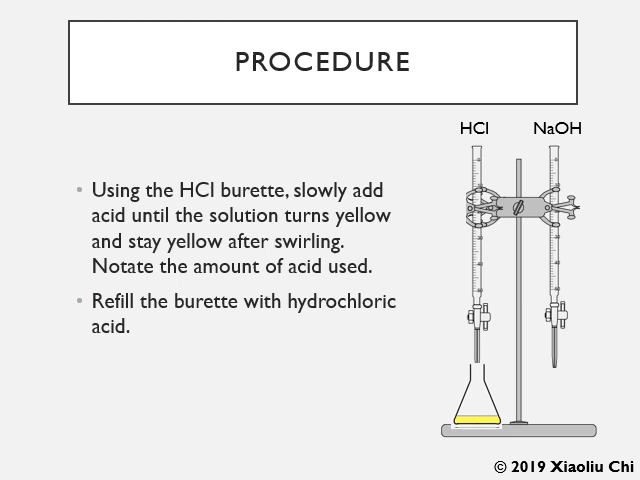 PROCEDURE
HCl NaOH
• Using the HCl burette, slowly add
acid until the solution turns yellow
and stay yellow after swirling.
Notate the amount of acid used.
• Refill the burette with hydrochloric
acid.
© 2019 Xiaoliu Chi